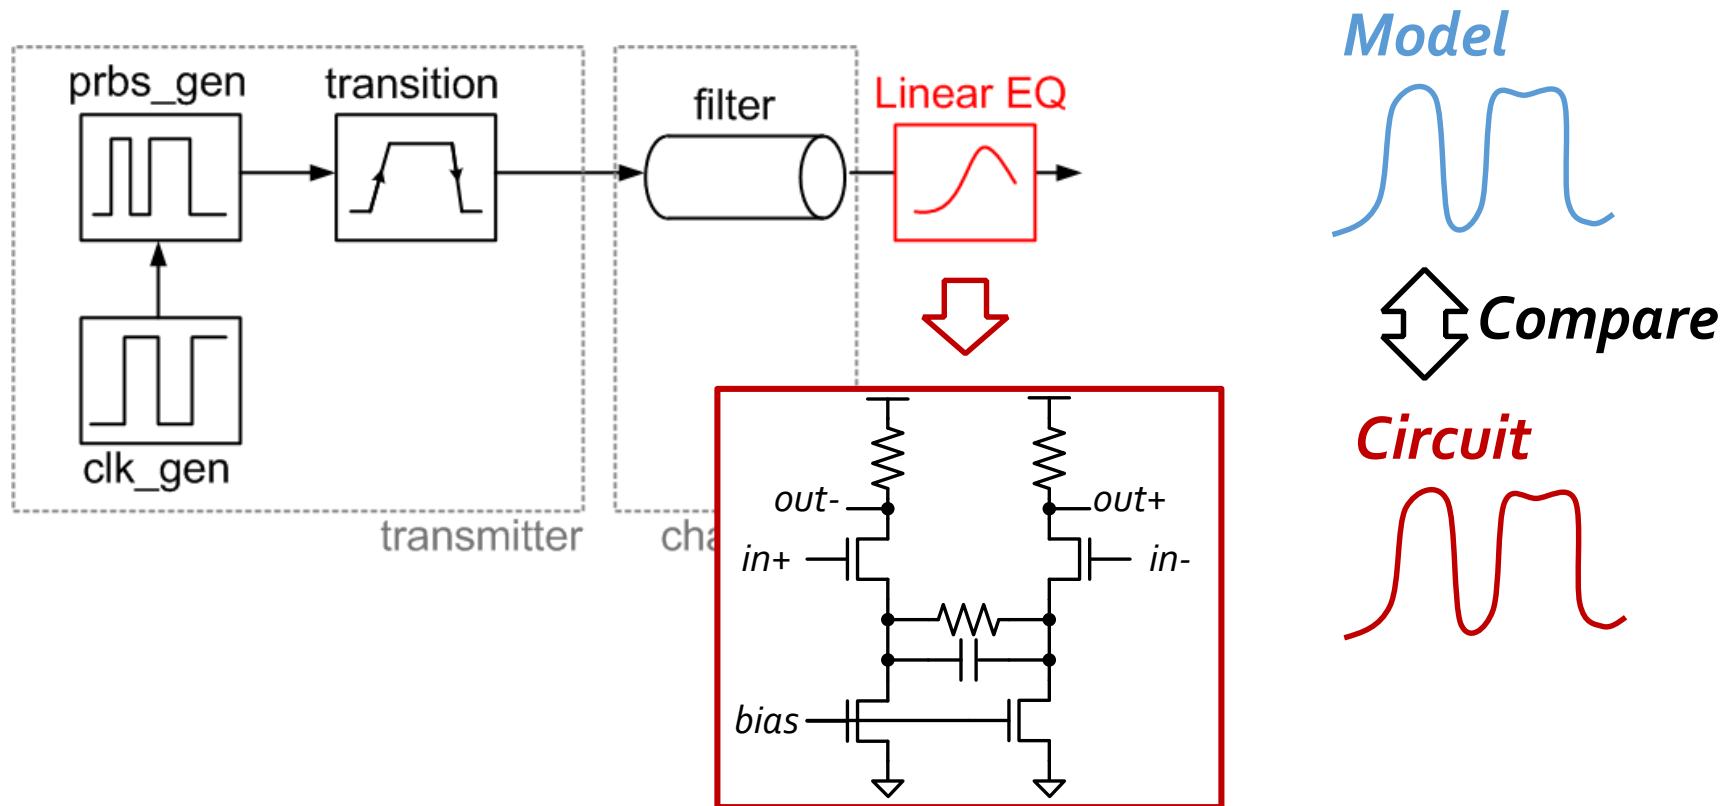 Model
prbs_gen
transition
filter
Linear EQ
Compare
clk_gen
Circuit
transmitter
out-
out+
in+
in-
bias